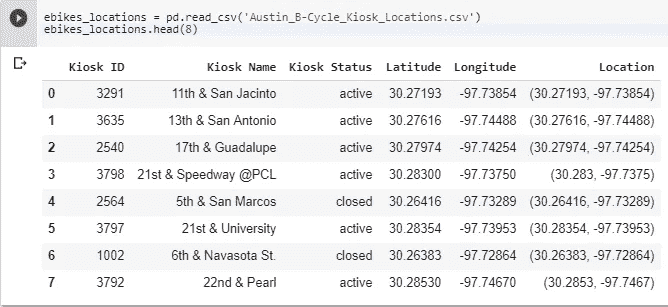 ebikes_locations = pd.read_csv('Austin_B-Cycle_Kiosk_Locations.csv')
ebikes_locations.head(8)
Kiosk ID Kiosk Name Kiosk Status Latitude Longitude Location
0 3291 11th & San Jacinto active 30.27193 -97.73854 (30.27193, -97.73854)
1 3635 13th & San Antonio active 30.27616 -97.74488 (30.27616, -97.74488)
2 2540 17th & Guadalupe active 30.27974 -97.74254 (30.27974, -97.74254)
3 3798 21st & Speedway @PCL active 30.28300 -97.73750 (30.283, -97.7375)
4 2564 5th & San Marcos closed 30.26416 -97.73289 (30.26416, -97.73289)
5 3797 21st & University active 30.28354 -97.73953 (30.28354, -97.73953)
6 1002 6th & Navasota St. closed 30.26383 -97.72864 (30.26383, -97.72864)
7 3792 22nd & Pearl active 30.28530 -97.74670 (30.2853, -97.7467)